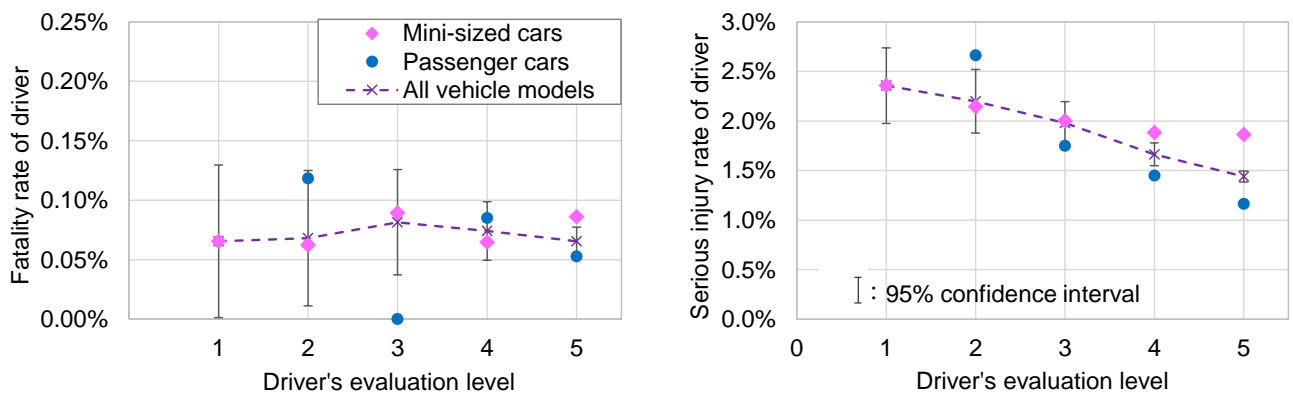 0.25%
0.20%
0.15%
0.10%
0.05%
0.00%
Fatality rate of driver
Mini-sized cars
Passenger cars
All vehicle models
1 2 3 4 5
Driver's evaluation level
3.0%
2.5%
2.0%
1.5%
1.0%
0.5%
0.0%
Serious injury rate of driver
: 95% confidence interval
0 1 2 3 4 5
Driver's evaluation level